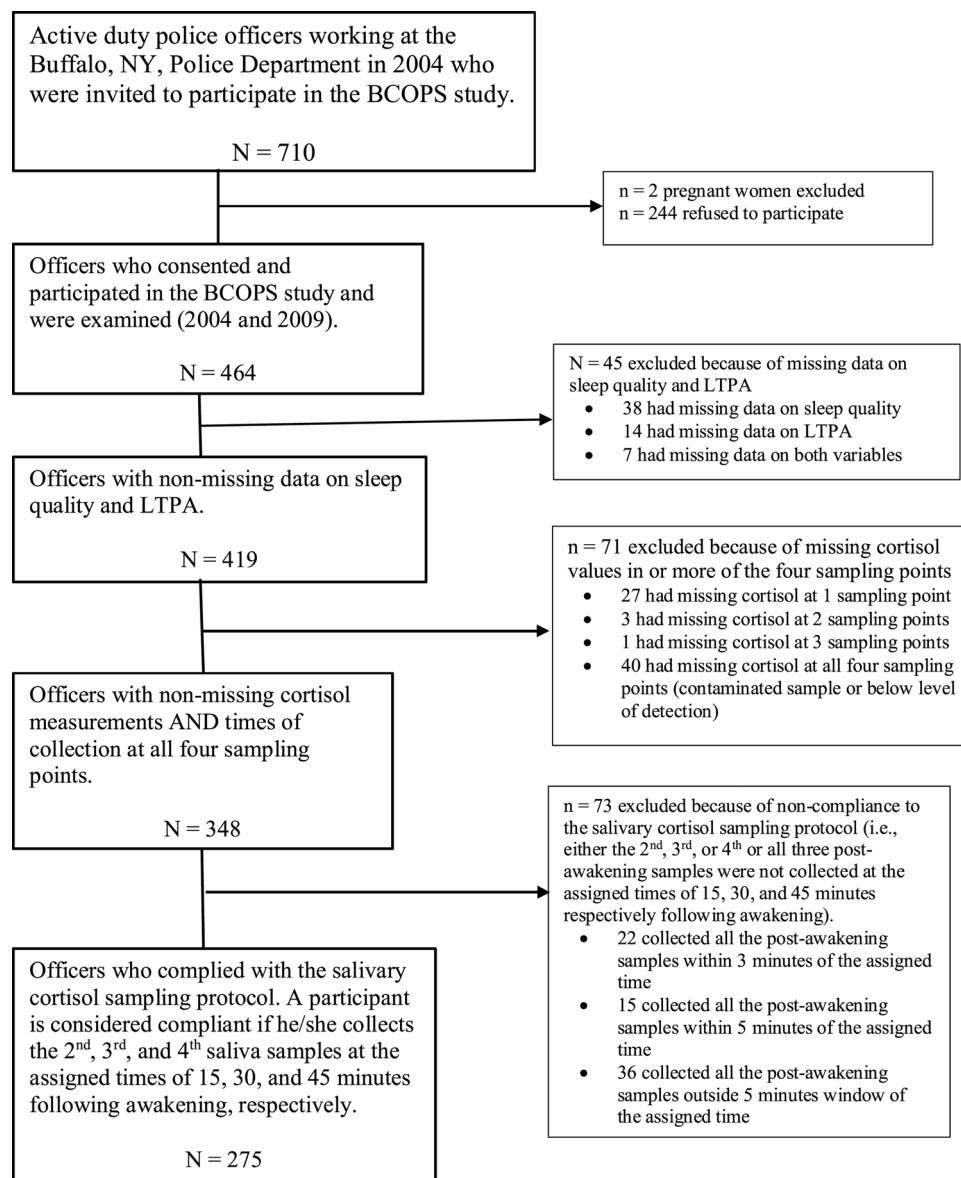 Active duty police officers working at the
Buffalo, NY, Police Department in 2004 who
were invited to participate in the BCOPS study.
N = 710
n = 2 pregnant women excluded
n = 244 refused to participate
Officers who consented and
participated in the BCOPS study and
were examined (2004 and 2009).
N = 464
N = 45 excluded because of missing data on
sleep quality and LTPA
• 38 had missing data on sleep quality
• 14 had missing data on LTPA
• 7 had missing data on both variables
Officers with non-missing data on sleep
quality and LTPA.
N = 419
n = 71 excluded because of missing cortisol
values in or more of the four sampling points
• 27 had missing cortisol at 1 sampling point
• 3 had missing cortisol at 2 sampling points
• 1 had missing cortisol at 3 sampling points
• 40 had missing cortisol at all four sampling
points (contaminated sample or below level
of detection)
Officers with non-missing cortisol
measurements AND times of
collection at all four sampling
points.
N = 348
n = 73 excluded because of non-compliance to
the salivary cortisol sampling protocol (i.e.,
either the 2nd, 3rd, or 4th or all three post-
awakening samples were not collected at the
assigned times of 15, 30, and 45 minutes
respectively following awakening).
• 22 collected all the post-awakening
samples within 3 minutes of the assigned
time
• 15 collected all the post-awakening
samples within 5 minutes of the assigned
time
• 36 collected all the post-awakening
samples outside 5 minutes window of
the assigned time
Officers who complied with the salivary
cortisol sampling protocol. A participant
is considered compliant if he/she collects
the 2nd, 3rd, and 4th saliva samples at the
assigned times of 15, 30, and 45 minutes
following awakening, respectively.
N = 275